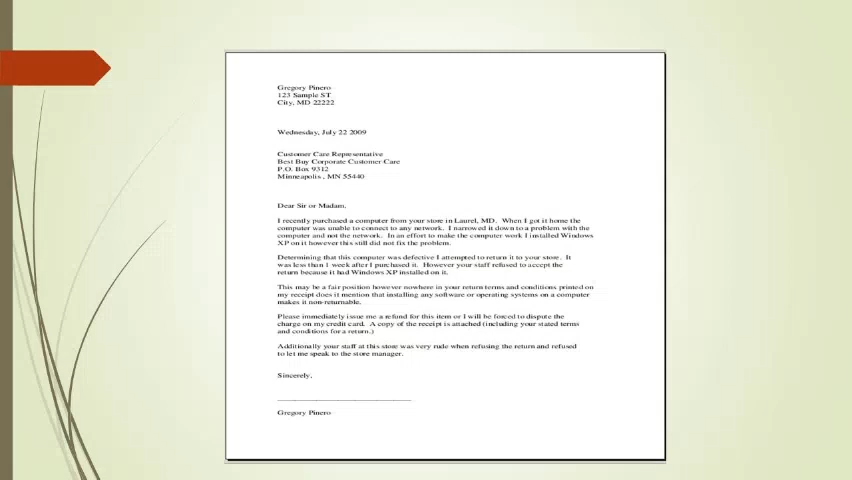 Gregory Pinero
123 Sample ST
City, MD 22222
Wednesday, July 22 2009
Customer Care Representative
Best Buy Corporate Customer Care
P.O. Box 9312
Minneapolis , MN 55440
Dear Sir or Madam,
I recently purchased a computer from your store in Laurel, MD. When I got it home the
computer was unable to connect to any network. I narrowed it down to a problem with the
computer and not the network. In an effort to make the computer work I installed Windows
XP on it however this still did not fix the problem.
Determining that this computer was defective I attempted to return it to your store. It
was less than 1 week after I purchased it. However your staff refused to accept the
return because it had Windows XP installed on it.
This may be a fair position however nowhere in your return terms and conditions printed on
my receipt does it mention that installing any software or operating systems on a computer
makes it non-returnable.
Please immediately issue me a refund for this item or I will be forced to dispute the
charge on my credit card. A copy of the receipt is attached (including your stated terms
and conditions for a return.)
Additionally your staff at this store was very rude when refusing the return and refused
to let me speak to the store manager.
Sincerely,
Gregory Pinero